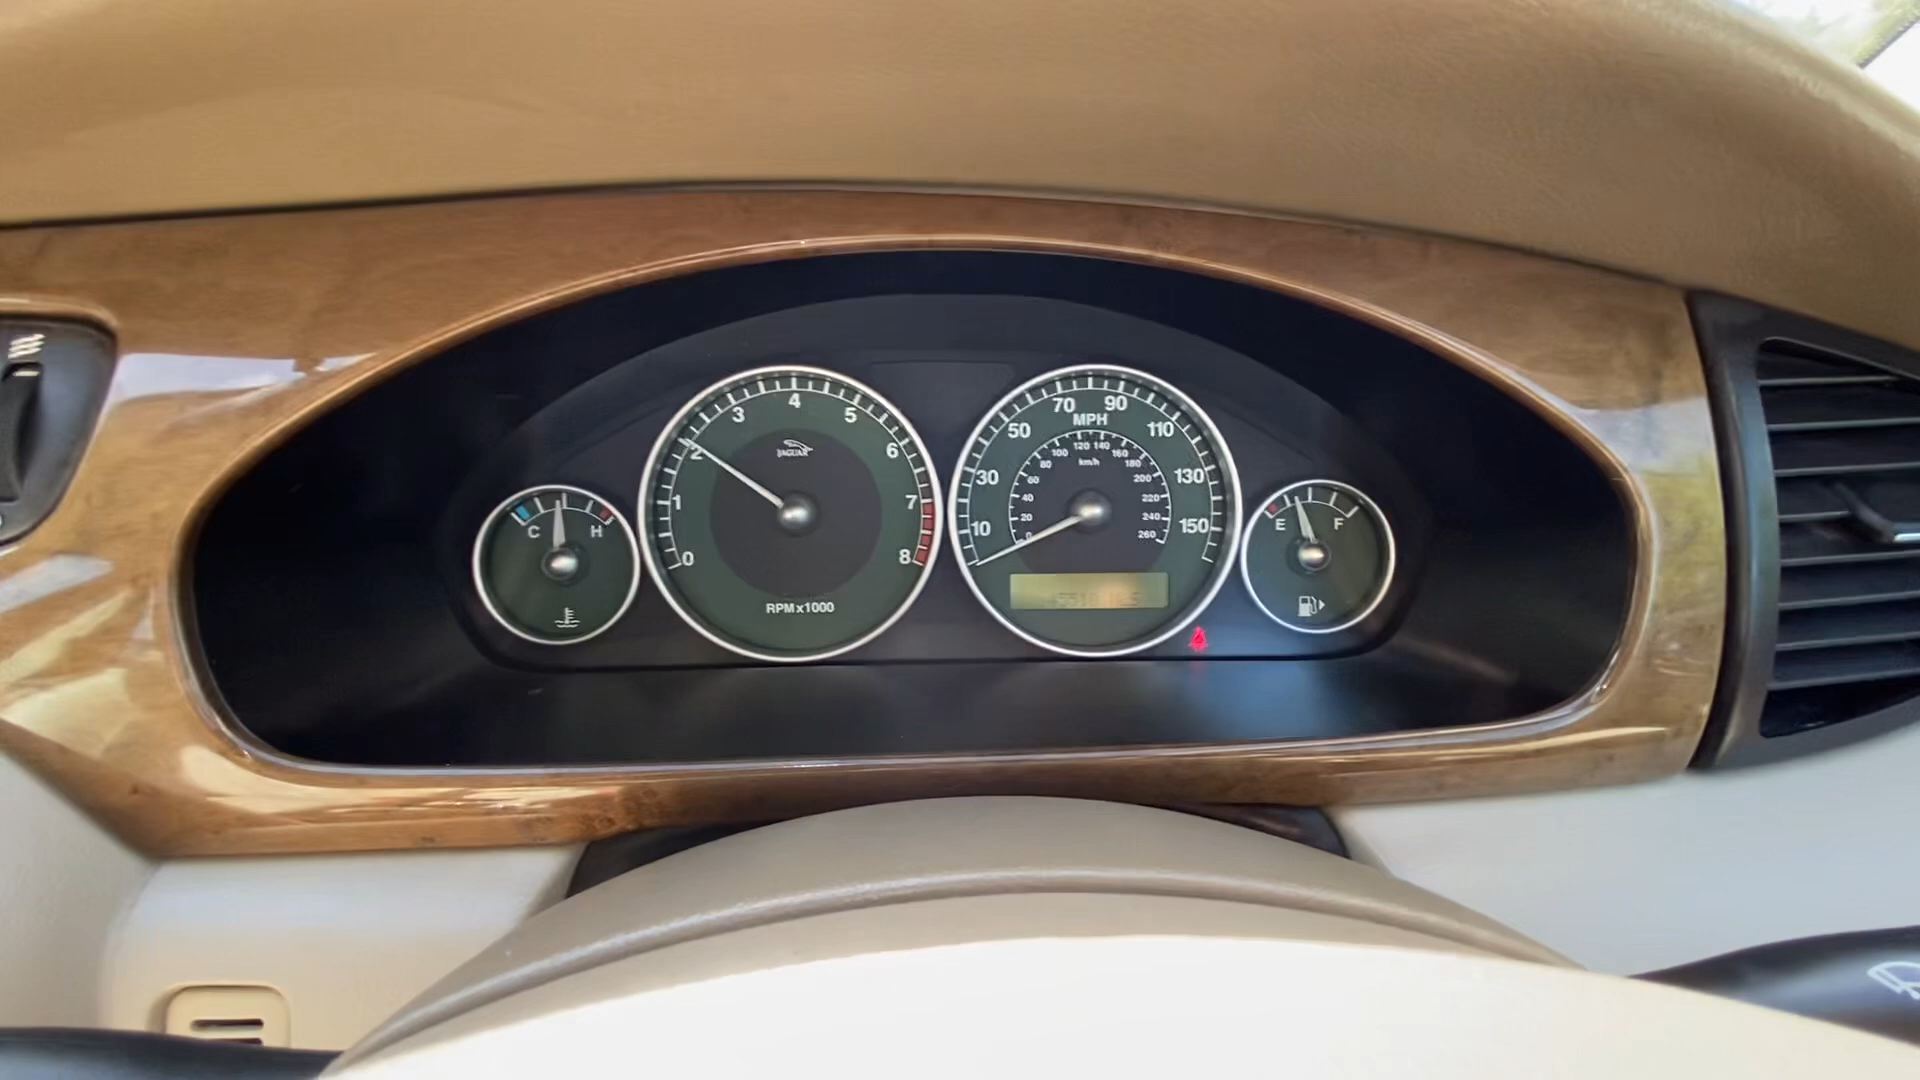 C H
0 1 2 3 4 5 6 7 8
JAGUAR
RPM x1000
10 30 50 70 90 110 130 150
MPH
0 20 40 60 80 100 120 140 160 180 200 220 240 260
km/h
E F